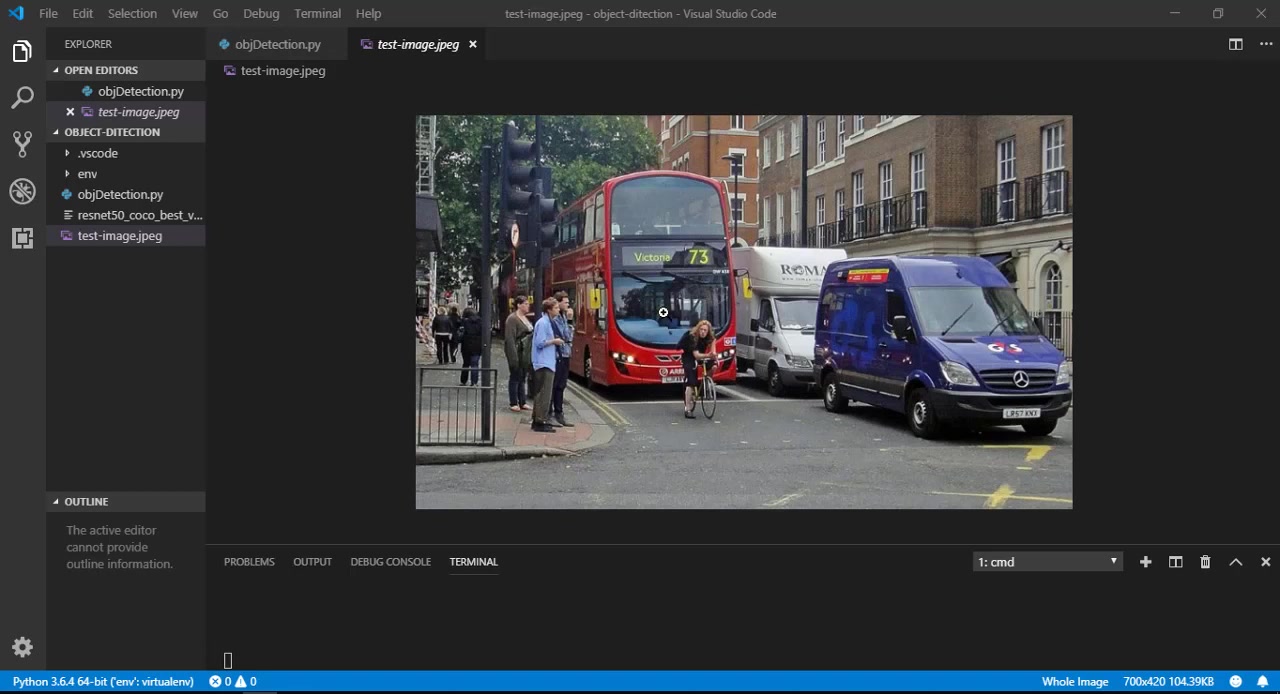 File Edit Selection View Go Debug Terminal Help
test-image.jpeg - object-ditection - Visual Studio Code
EXPLORER
OPEN EDITORS
objDetection.py
test-image.jpeg
OBJECT-DITECTION
.vscode
env
objDetection.py
resnet50_coco_best_v...
test-image.jpeg
OUTLINE
The active editor
cannot provide
outline information.
objDetection.py
test-image.jpeg
test-image.jpeg
Victoria 73
ROMA
G4S
LR57 KNX
PROBLEMS OUTPUT DEBUG CONSOLE TERMINAL
1: cmd
Python 3.6.4 64-bit ('env': virtualenv) 0 0
Whole Image 700x420 104.39KB